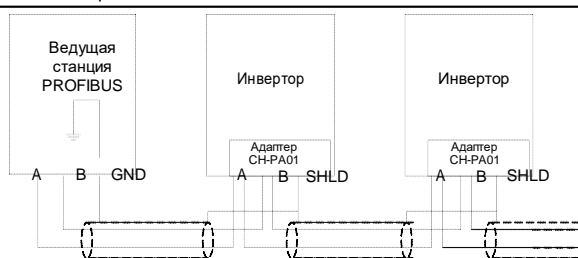 Ведущая
станция
PROFIBUS
Инвертор
Инвертор
Адаптер
CH-PA01
Адаптер
CH-PA01
A B GND
A B SHLD
A B SHLD